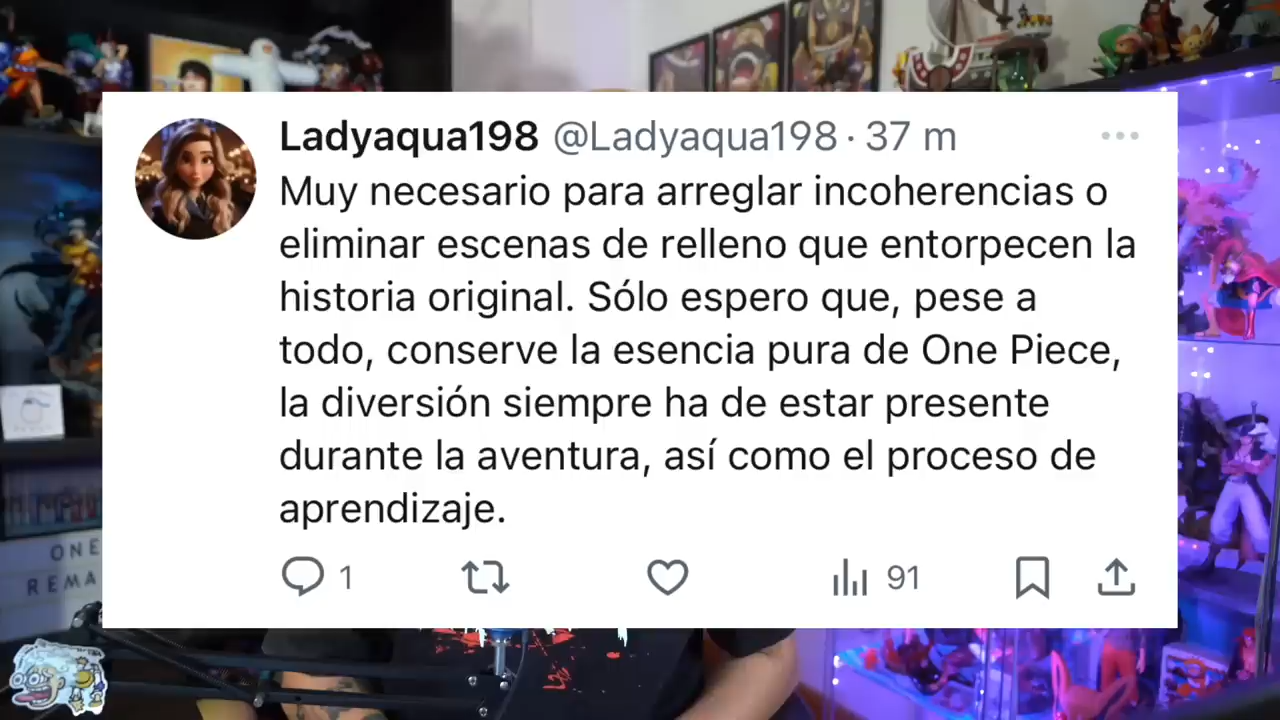 Ladyaqua198 @Ladyaqua198 · 37 m
Muy necesario para arreglar incoherencias o
eliminar escenas de relleno que entorpecen la
historia original. Sólo espero que, pese a
todo, conserve la esencia pura de One Piece,
la diversión siempre ha de estar presente
durante la aventura, así como el proceso de
aprendizaje.
1
91
ONE
REMA